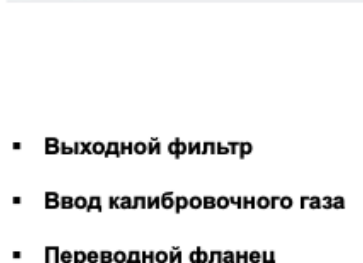 ▪ Выходной фильтр
▪ Ввод калибровочного газа
▪ Переводной фланец